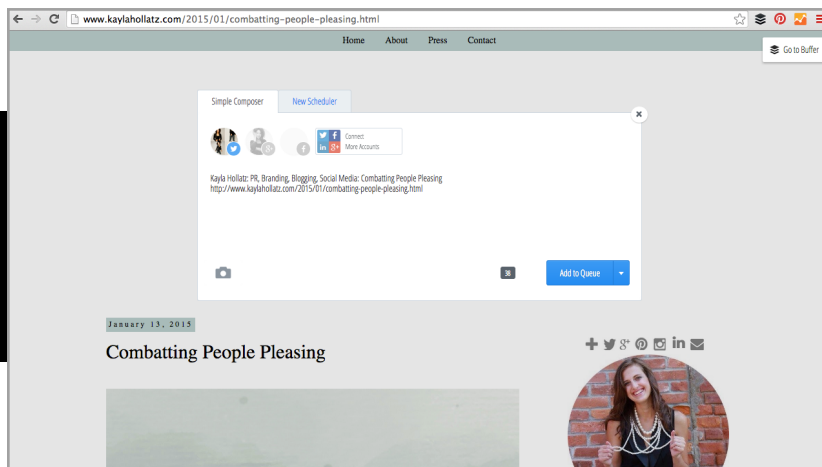 www.kaylahollatz.com/2015/01/combatting-people-pleasing.html
Home About Press Contact
Go to Buffer
Simple Composer New Scheduler
Connect
More Accounts
Kayla Hollatz: PR, Branding, Blogging, Social Media: Combatting People Pleasing
http://www.kaylahollatz.com/2015/01/combatting-people-pleasing.html
38 Add to Queue
January 13, 2015
Combatting People Pleasing